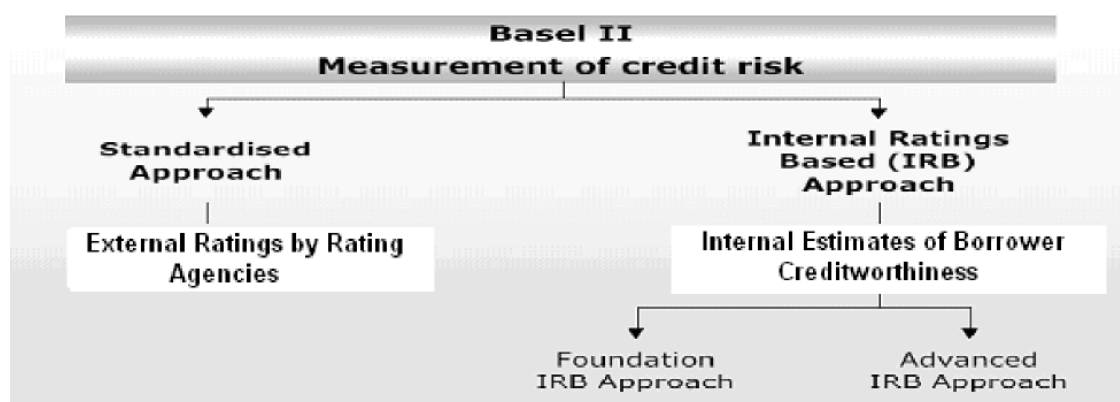 Basel II
Measurement of credit risk
Standardised
Approach
Internal Ratings
Based (IRB)
Approach
External Ratings by Rating
Agencies
Internal Estimates of Borrower
Creditworthiness
Foundation
IRB Approach
Advanced
IRB Approach